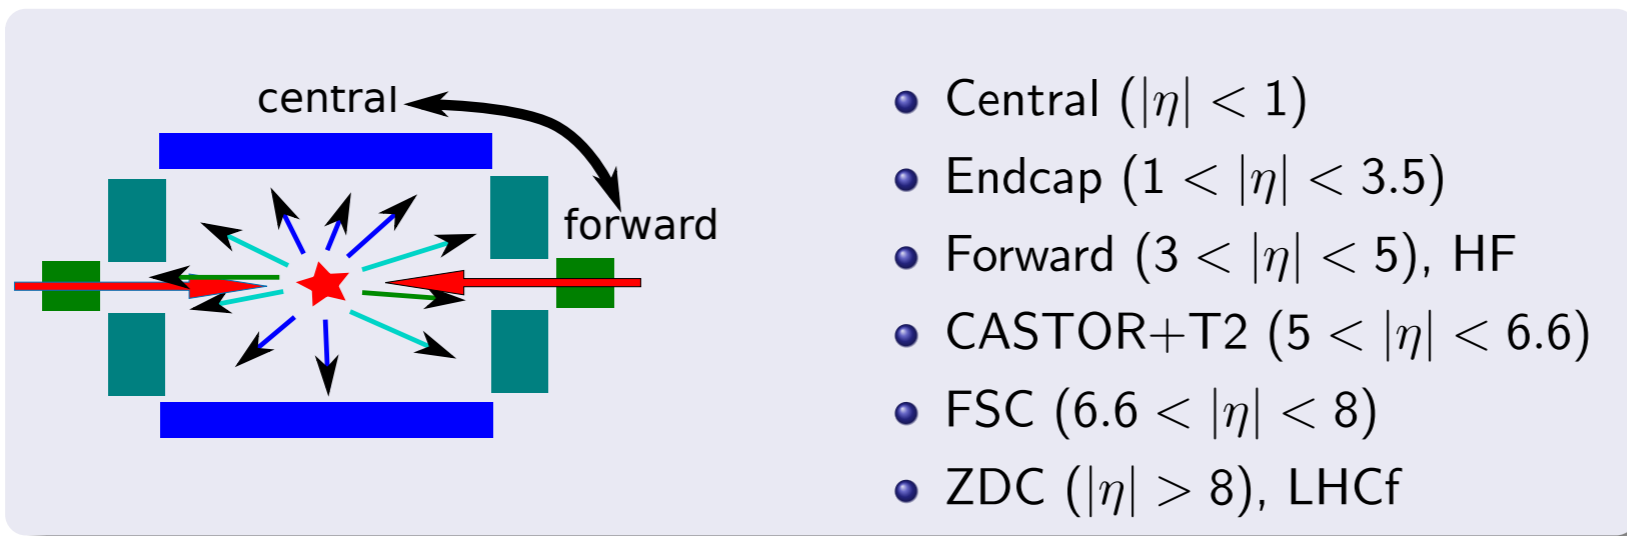 central
forward
Central (|η| < 1)
Endcap (1 < |η| < 3.5)
Forward (3 < |η| < 5), HF
CASTOR+T2 (5 < |η| < 6.6)
FSC (6.6 < |η| < 8)
ZDC (|η| > 8), LHCf